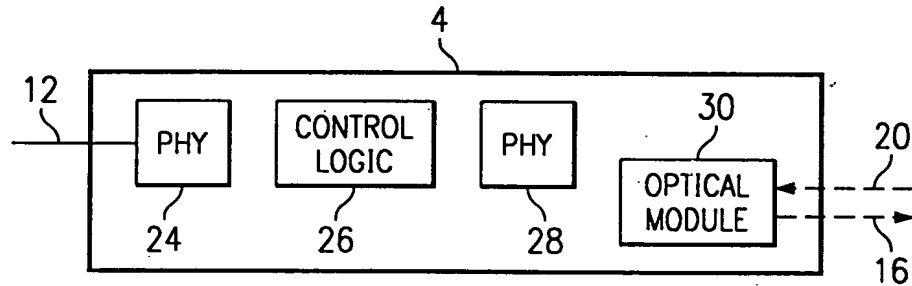 4
12
PHY
CONTROL
LOGIC
PHY
30
OPTICAL
MODULE
20
24
26
28
16